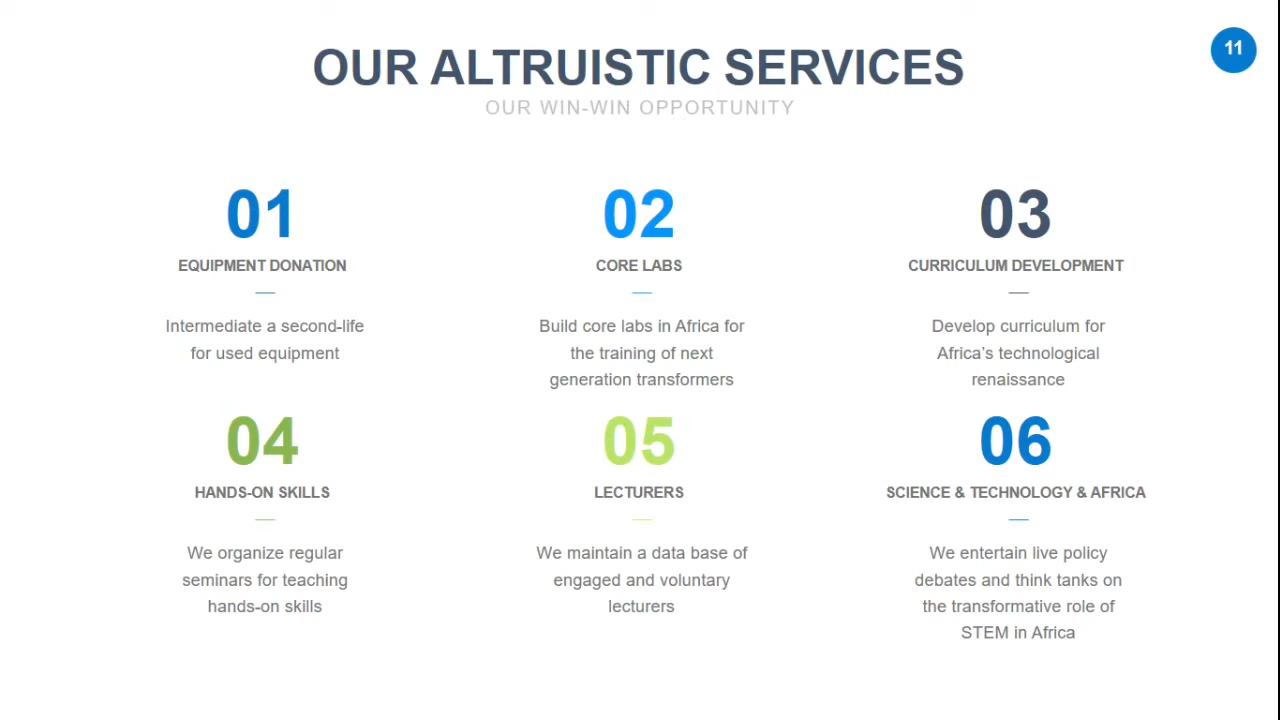 11
OUR ALTRUISTIC SERVICES
OUR WIN-WIN OPPORTUNITY
01
EQUIPMENT DONATION
Intermediate a second-life
for used equipment
02
CORE LABS
Build core labs in Africa for
the training of next
generation transformers
03
CURRICULUM DEVELOPMENT
Develop curriculum for
Africa’s technological
renaissance
04
HANDS-ON SKILLS
We organize regular
seminars for teaching
hands-on skills
05
LECTURERS
We maintain a data base of
engaged and voluntary
lecturers
06
SCIENCE & TECHNOLOGY & AFRICA
We entertain live policy
debates and think tanks on
the transformative role of
STEM in Africa